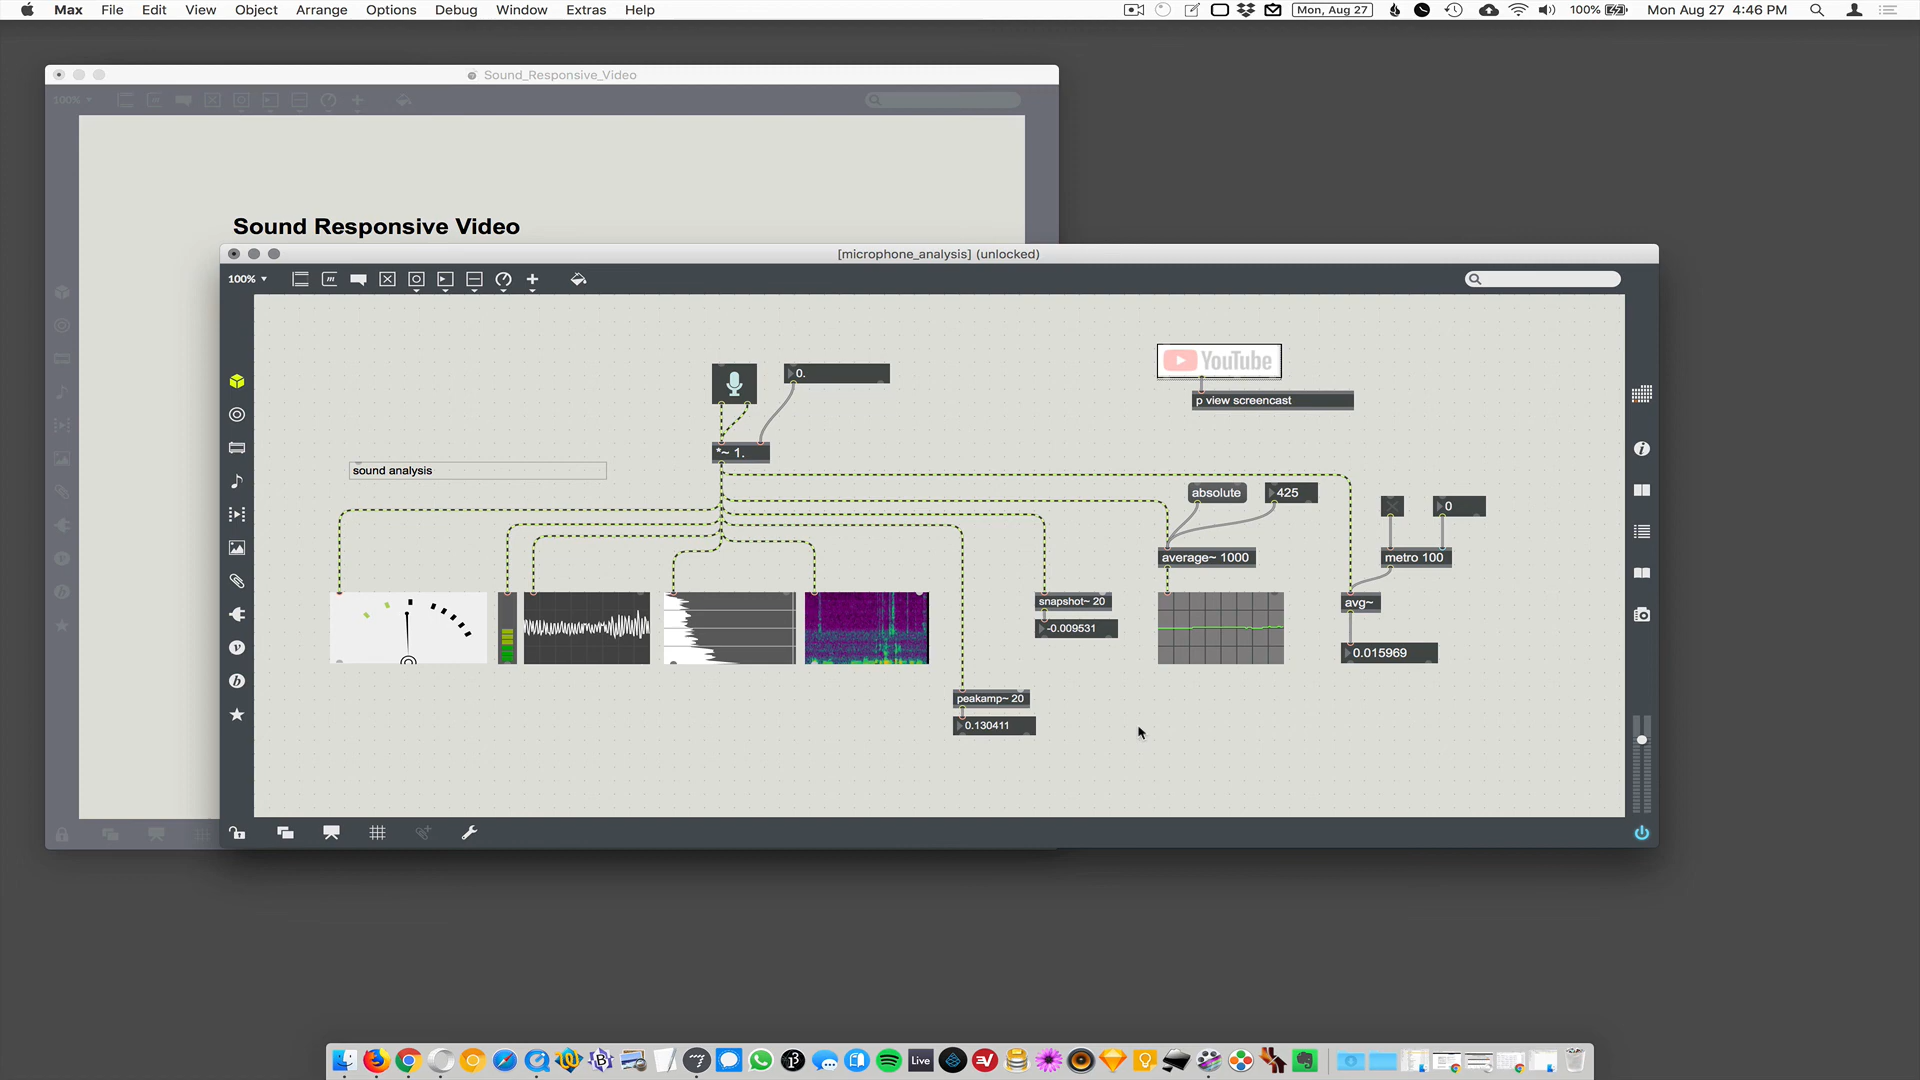 Max File Edit View Object Arrange Options Debug Window Extras Help
Mon, Aug 27
100%
Mon Aug 27 4:46 PM
Sound_Responsive_Video
100%
Sound Responsive Video
[microphone_analysis] (unlocked)
100%
0.
YouTube
p view screencast
*~ 1.
sound analysis
absolute
425
0
average~ 1000
metro 100
snapshot~ 20
avg~
-0.009531
0.015969
peakamp~ 20
0.130411
Live